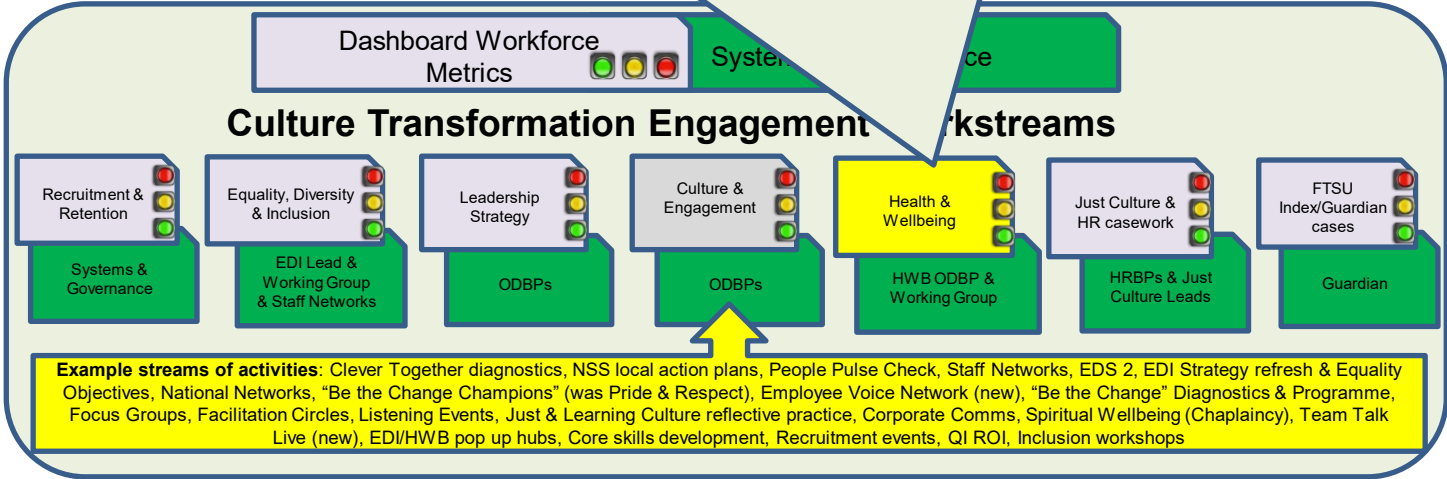 Dashboard Workforce
Metrics
Culture Transformation Engagement
Recruitment &
Retention
Systems &
Governance
Equality, Diversity
& Inclusion
EDI Lead &
Working Group
& Staff Networks
Leadership
Strategy
ODBPs
Culture &
Engagement
ODBPs
Health &
Wellbeing
HWB ODBP &
Working Group
Just Culture &
HR casework
HRBPs & Just
Culture Leads
FTSU
Index/Guardian
cases
Guardian
Example streams of activities: Clever Together diagnostics, NSS local action plans, People Pulse Check, Staff Networks, EDS 2, EDI Strategy refresh & Equality
Objectives, National Networks, “Be the Change Champions” (was Pride & Respect), Employee Voice Network (new), “Be the Change” Diagnostics & Programme,
Focus Groups, Facilitation Circles, Listening Events, Just & Learning Culture reflective practice, Corporate Comms, Spiritual Wellbeing (Chaplaincy), Team Talk
Live (new), EDI/HWB pop up hubs, Core skills development, Recruitment events, QI ROI, Inclusion workshops